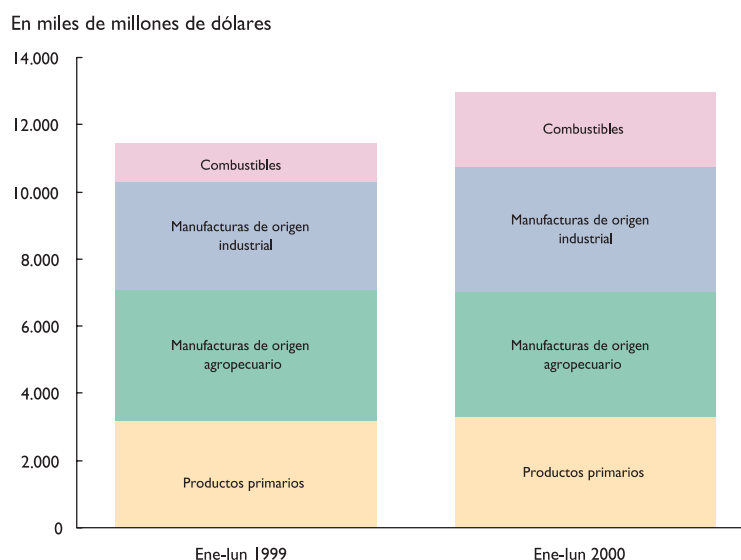 En miles de millones de dólares
14.000
12.000
10.000
8.000
6.000
4.000
2.000
0
Combustibles
Manufacturas de origen
industrial
Manufacturas de origen
agropecuario
Productos primarios
Combustibles
Manufacturas de origen
industrial
Manufacturas de origen
agropecuario
Productos primarios
Ene-Jun 1999
Ene-Jun 2000